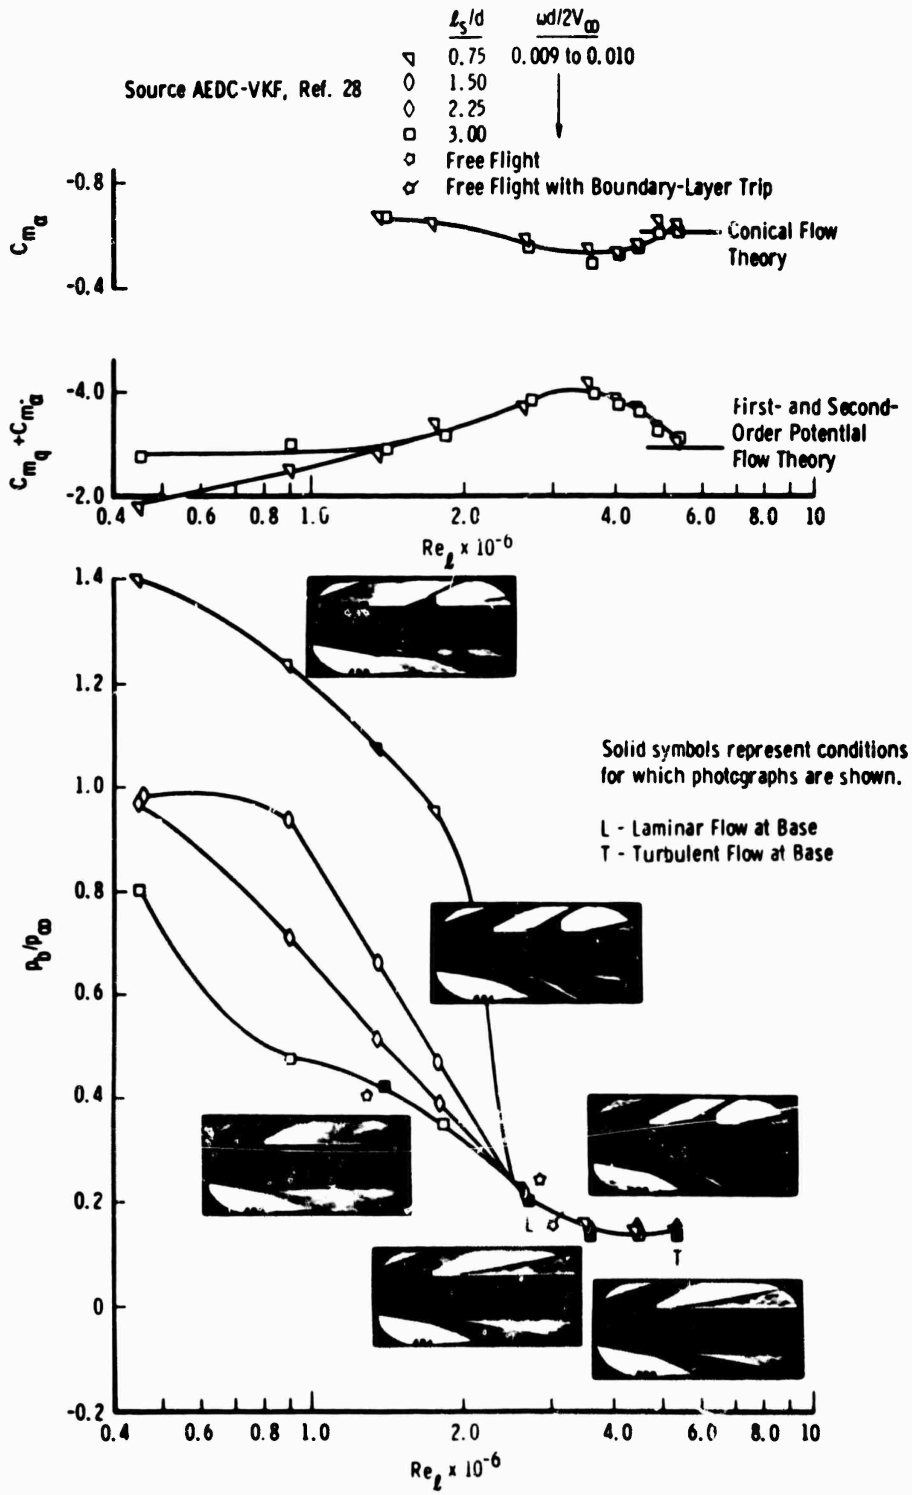 ℓs/d ωd/2V∞
0.75 0.009 to 0.010
Source AEDC-VKF, Ref. 28
1.50
2.25
3.00
Free Flight
Free Flight with Boundary-Layer Trip
-0.8
Cmα
-0.4
Conical Flow
Theory
-4.0
Cmq + Cmα̇
-2.0
First- and Second-
Order Potential
Flow Theory
0.4 0.6 0.8 1.0 2.0 4.0 6.0 8.0 10
Reℓ x 10-6
1.4
1.2
1.0
0.8
0.6
0.4
0.2
0
-0.2
pb/p∞
Solid symbols represent conditions
for which photographs are shown.
L - Laminar Flow at Base
T - Turbulent Flow at Base
L
T
0.4 0.6 0.8 1.0 2.0 4.0 6.0 8.0 10
Reℓ x 10-6